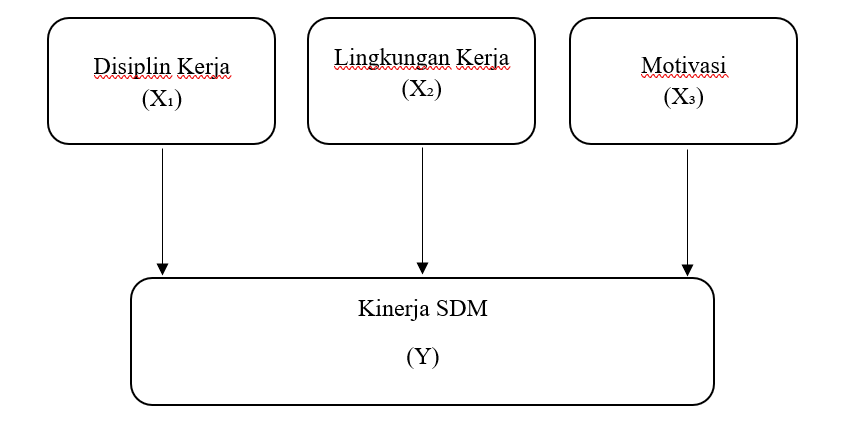 Disiplin Kerja
(X₁)
Lingkungan Kerja
(X₂)
Motivasi
(X₃)
Kinerja SDM
(Y)